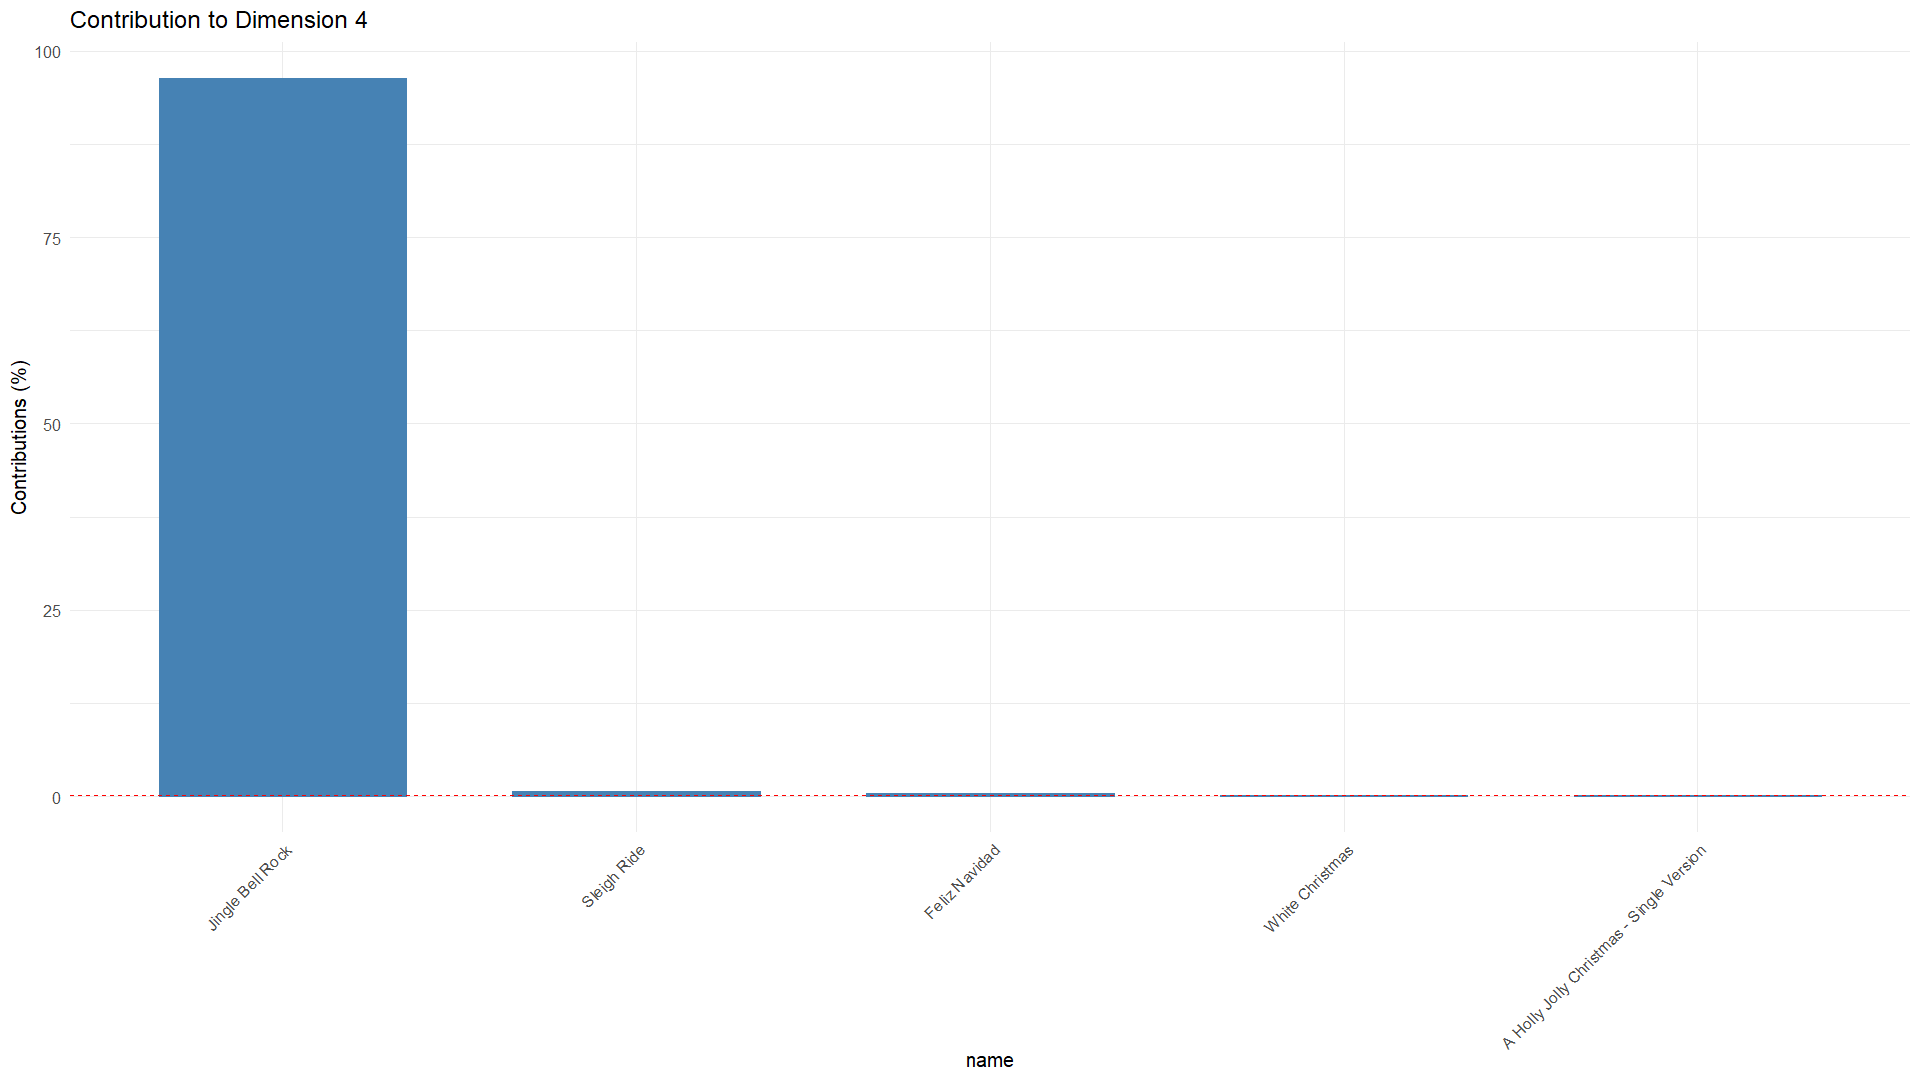 Contribution to Dimension 4
Contributions (%)
100
75
50
25
0
Jingle Bell Rock
Sleigh Ride
Feliz Navidad
White Christmas
A Holly Jolly Christmas - Single Version
name